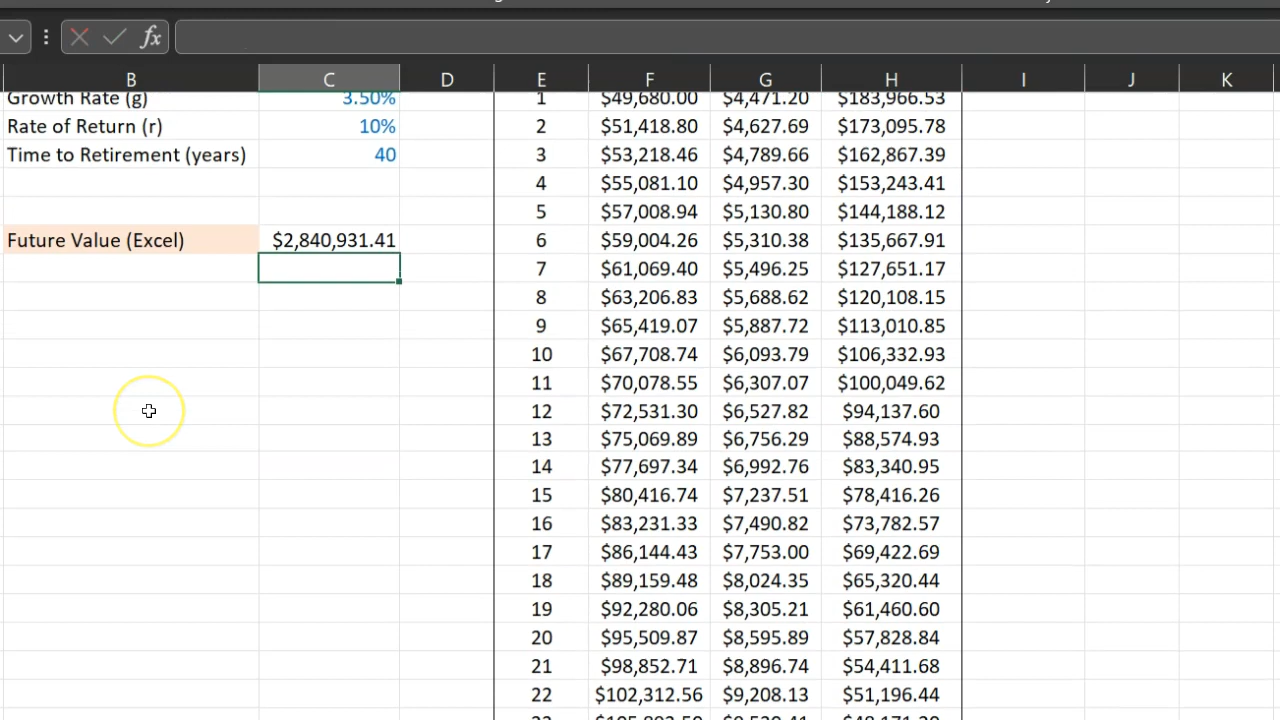 fx
B C D E F G H I J K
Growth Rate (g) 3.50% 1 $49,680.00 $4,471.20 $183,966.53
Rate of Return (r) 10% 2 $51,418.80 $4,627.69 $173,095.78
Time to Retirement (years) 40 3 $53,218.46 $4,789.66 $162,867.39
4 $55,081.10 $4,957.30 $153,243.41
5 $57,008.94 $5,130.80 $144,188.12
Future Value (Excel) $2,840,931.41 6 $59,004.26 $5,310.38 $135,667.91
7 $61,069.40 $5,496.25 $127,651.17
8 $63,206.83 $5,688.62 $120,108.15
9 $65,419.07 $5,887.72 $113,010.85
10 $67,708.74 $6,093.79 $106,332.93
11 $70,078.55 $6,307.07 $100,049.62
12 $72,531.30 $6,527.82 $94,137.60
13 $75,069.89 $6,756.29 $88,574.93
14 $77,697.34 $6,992.76 $83,340.95
15 $80,416.74 $7,237.51 $78,416.26
16 $83,231.33 $7,490.82 $73,782.57
17 $86,144.43 $7,753.00 $69,422.69
18 $89,159.48 $8,024.35 $65,320.44
19 $92,280.06 $8,305.21 $61,460.60
20 $95,509.87 $8,595.89 $57,828.84
21 $98,852.71 $8,896.74 $54,411.68
22 $102,312.56 $9,208.13 $51,196.44